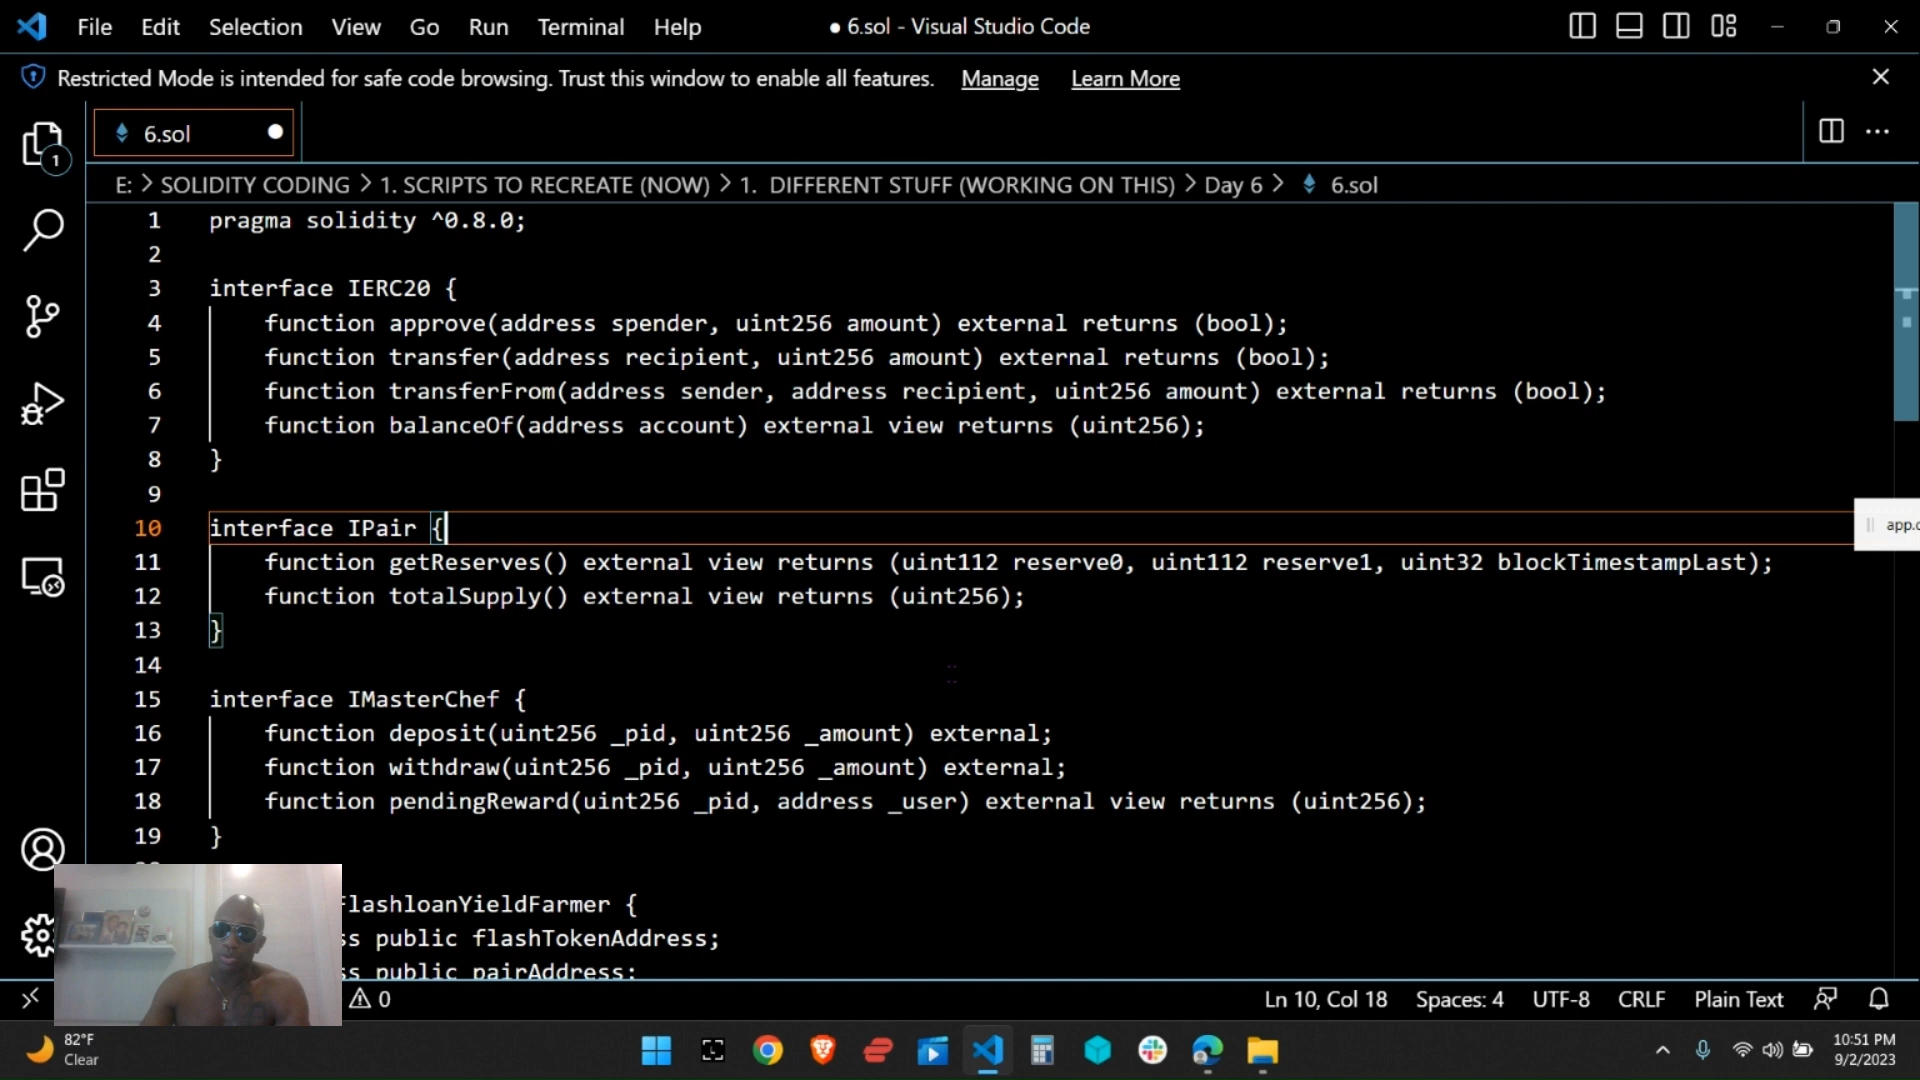 File Edit Selection View Go Run Terminal Help ● 6.sol - Visual Studio Code
Restricted Mode is intended for safe code browsing. Trust this window to enable all features. Manage Learn More
6.sol
1
E: > SOLIDITY CODING > 1. SCRIPTS TO RECREATE (NOW) > 1. DIFFERENT STUFF (WORKING ON THIS) > Day 6 > 6.sol
1 pragma solidity ^0.8.0;
2
3 interface IERC20 {
4 function approve(address spender, uint256 amount) external returns (bool);
5 function transfer(address recipient, uint256 amount) external returns (bool);
6 function transferFrom(address sender, address recipient, uint256 amount) external returns (bool);
7 function balanceOf(address account) external view returns (uint256);
8 }
9
10 interface IPair {
11 function getReserves() external view returns (uint112 reserve0, uint112 reserve1, uint32 blockTimestampLast);
12 function totalSupply() external view returns (uint256);
13 }
14
15 interface IMasterChef {
16 function deposit(uint256 _pid, uint256 _amount) external;
17 function withdraw(uint256 _pid, uint256 _amount) external;
18 function pendingReward(uint256 _pid, address _user) external view returns (uint256);
19 }
lashloanYieldFarmer {
ss public flashTokenAddress;
ss public pairAddress;
app.
0 Ln 10, Col 18 Spaces: 4 UTF-8 CRLF Plain Text
82°F
Clear
10:51 PM
9/2/2023